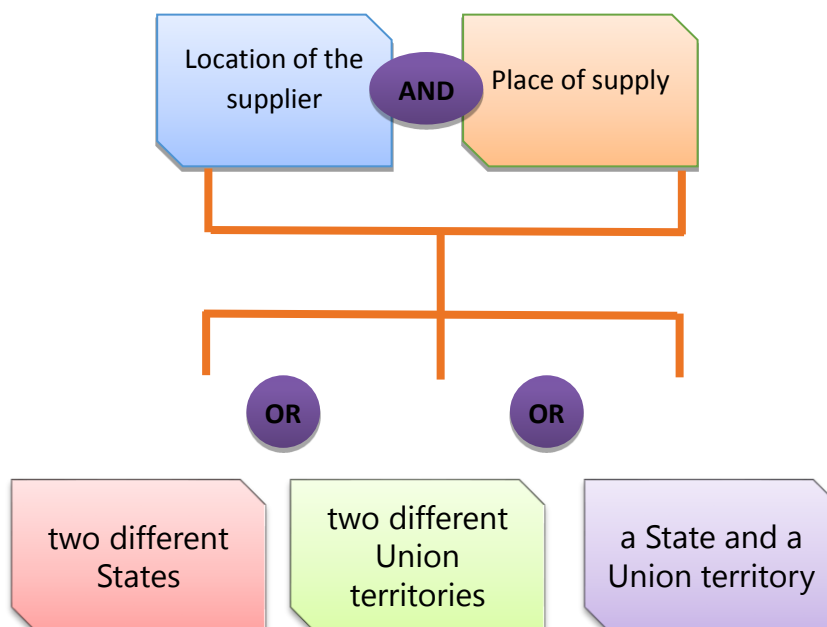 Location of the
supplier
AND
Place of supply
OR
OR
two different
States
two different
Union
territories
a State and a
Union territory